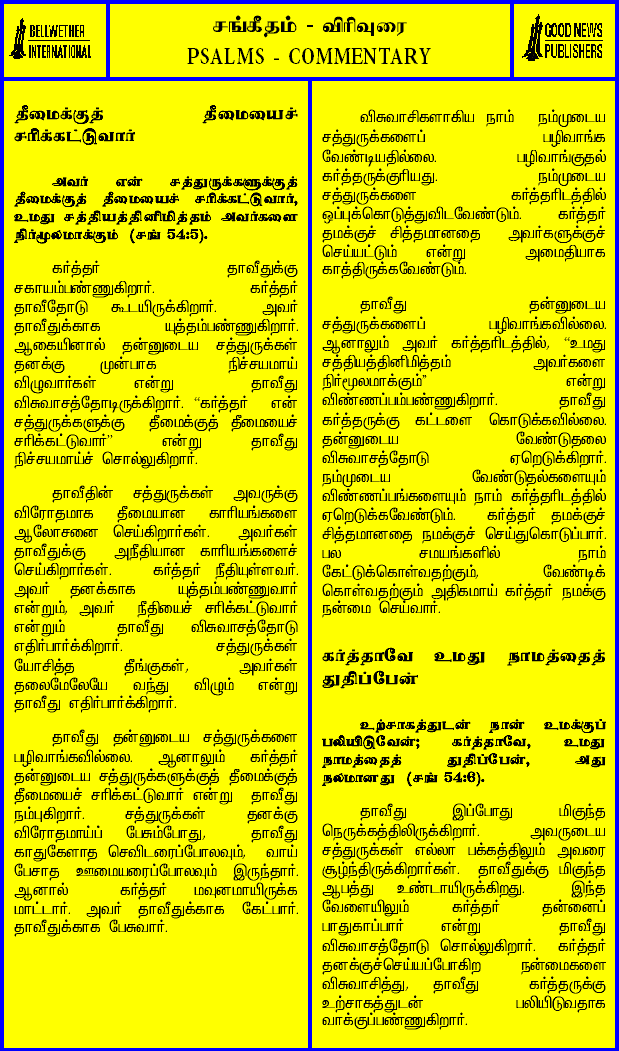 BELLWETHER
INTERNATIONAL
சங்கீதம் - விரிவுரை
PSALMS - COMMENTARY
GOOD NEWS
PUBLISHERS
தீமைக்குத் தீமையைச்
சரிக்கட்டுவார்
அவர் என் சத்துருக்களுக்குத்
தீமைக்குத் தீமையைச் சரிக்கட்டுவார்,
உமது சத்தியத்தினிமித்தம் அவர்களை
நிர்மூலமாக்கும் (சங் 54:5).
கர்த்தர் தாவீதுக்கு
சகாயம்பண்ணுகிறார். கர்த்தர்
தாவீதோடு கூடயிருக்கிறார். அவர்
தாவீதுக்காக யுத்தம்பண்ணுகிறார்.
ஆகையினால் தன்னுடைய சத்துருக்கள்
தனக்கு முன்பாக நிச்சயமாய்
விழுவார்கள் என்று தாவீது
விசுவாசத்தோடிருக்கிறார். “கர்த்தர் என்
சத்துருக்களுக்கு தீமைக்குத் தீமையைச்
சரிக்கட்டுவார்” என்று தாவீது
நிச்சயமாய்ச் சொல்லுகிறார்.
தாவீதின் சத்துருக்கள் அவருக்கு
விரோதமாக தீமையான காரியங்களை
ஆலோசனை செய்கிறார்கள். அவர்கள்
தாவீதுக்கு அநீதியான காரியங்களைச்
செய்கிறார்கள். கர்த்தர் நீதியுள்ளவர்.
அவர் தனக்காக யுத்தம்பண்ணுவார்
என்றும், அவர் நீதியைச் சரிக்கட்டுவார்
என்றும் தாவீது விசுவாசத்தோடு
எதிர்பார்க்கிறார். சத்துருக்கள்
யோசித்த தீங்குகள், அவர்கள்
தலைமேலேயே வந்து விழும் என்று
தாவீது எதிர்பார்க்கிறார்.
தாவீது தன்னுடைய சத்துருக்களை
பழிவாங்கவில்லை. ஆனாலும் கர்த்தர்
தன்னுடைய சத்துருக்களுக்குத் தீமைக்குத்
தீமையைச் சரிக்கட்டுவார் என்று தாவீது
நம்புகிறார். சத்துருக்கள் தனக்கு
விரோதமாய்ப் பேசும்போது, தாவீது
காதுகேளாத செவிடரைப்போலவும், வாய்
பேசாத ஊமையரைப்போலவும் இருந்தார்.
ஆனால் கர்த்தர் மவுனமாயிருக்க
மாட்டார். அவர் தாவீதுக்காக கேட்பார்.
தாவீதுக்காக பேசுவார்.
விசுவாசிகளாகிய நாம் நம்முடைய
சத்துருக்களைப் பழிவாங்க
வேண்டியதில்லை. பழிவாங்குதல்
கர்த்தருக்குரியது. நம்முடைய
சத்துருக்களை கர்த்தரிடத்தில்
ஒப்புக்கொடுத்துவிடவேண்டும். கர்த்தர்
தமக்குச் சித்தமானதை அவர்களுக்குச்
செய்யட்டும் என்று அமைதியாக
காத்திருக்கவேண்டும்.
தாவீது தன்னுடைய
சத்துருக்களைப் பழிவாங்கவில்லை.
ஆனாலும் அவர் கர்த்தரிடத்தில், “உமது
சத்தியத்தினிமித்தம் அவர்களை
நிர்மூலமாக்கும்” என்று
விண்ணப்பம்பண்ணுகிறார். தாவீது
கர்த்தருக்கு கட்டளை கொடுக்கவில்லை.
தன்னுடைய வேண்டுதலை
விசுவாசத்தோடு ஏறெடுக்கிறார்.
நம்முடைய வேண்டுதல்களையும்
விண்ணப்பங்களையும் நாம் கர்த்தரிடத்தில்
ஏறெடுக்கவேண்டும். கர்த்தர் தமக்குச்
சித்தமானதை நமக்குச் செய்துகொடுப்பார்.
பல சமயங்களில் நாம்
கேட்டுக்கொள்வதற்கும், வேண்டிக்
கொள்வதற்கும் அதிகமாய் கர்த்தர் நமக்கு
நன்மை செய்வார்.
கர்த்தாவே உமது நாமத்தைத்
துதிப்பேன்
உற்சாகத்துடன் நான் உமக்குப்
பலியிடுவேன்; கர்த்தாவே, உமது
நாமத்தைத் துதிப்பேன், அது
நலமானது (சங் 54:6).
தாவீது இப்போது மிகுந்த
நெருக்கத்திலிருக்கிறார். அவருடைய
சத்துருக்கள் எல்லா பக்கத்திலும் அவரை
சூழ்ந்திருக்கிறார்கள். தாவீதுக்கு மிகுந்த
ஆபத்து உண்டாயிருக்கிறது. இந்த
வேளையிலும் கர்த்தர் தன்னைப்
பாதுகாப்பார் என்று தாவீது
விசுவாசத்தோடு சொல்லுகிறார். கர்த்தர்
தனக்குச்செய்யப்போகிற நன்மைகளை
விசுவாசித்து, தாவீது கர்த்தருக்கு
உற்சாகத்துடன் பலியிடுவதாக
வாக்குப்பண்ணுகிறார்.